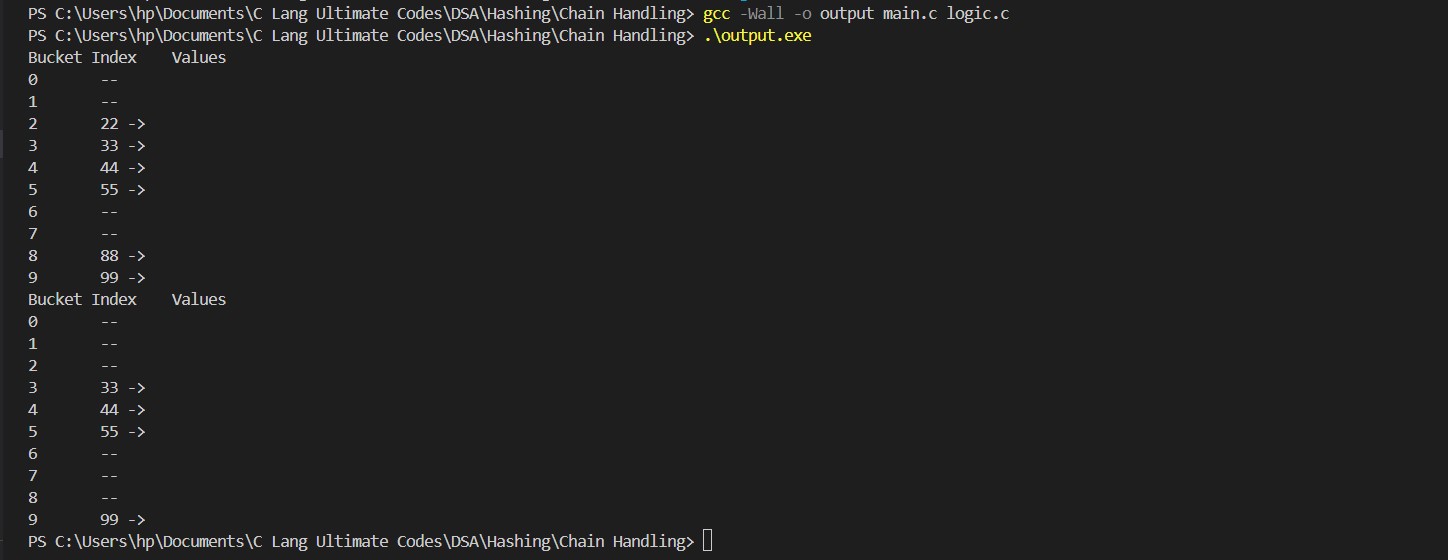 PS C:\Users\hp\Documents\C Lang Ultimate Codes\DSA\Hashing\Chain Handling> gcc -Wall -o output main.c logic.c
PS C:\Users\hp\Documents\C Lang Ultimate Codes\DSA\Hashing\Chain Handling> .\output.exe
Bucket Index    Values
0       --
1       --
2       22 ->
3       33 ->
4       44 ->
5       55 ->
6       --
7       --
8       88 ->
9       99 ->
Bucket Index    Values
0       --
1       --
2       --
3       33 ->
4       44 ->
5       55 ->
6       --
7       --
8       --
9       99 ->
PS C:\Users\hp\Documents\C Lang Ultimate Codes\DSA\Hashing\Chain Handling>